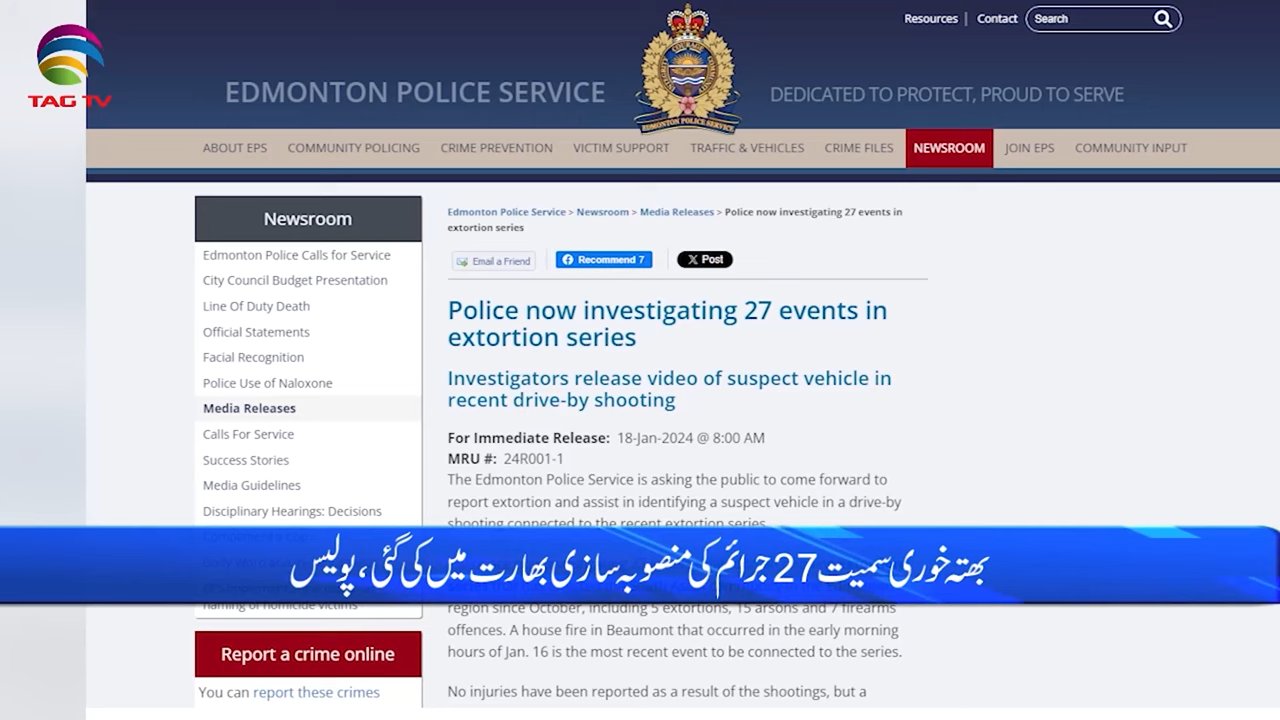 Resources | Contact Search
TAG TV
EDMONTON POLICE SERVICE
EDMONTON POLICE SERVICE
DEDICATED TO PROTECT, PROUD TO SERVE
ABOUT EPS COMMUNITY POLICING CRIME PREVENTION VICTIM SUPPORT TRAFFIC & VEHICLES CRIME FILES NEWSROOM JOIN EPS COMMUNITY INPUT
Newsroom
Edmonton Police Calls for Service
City Council Budget Presentation
Line Of Duty Death
Official Statements
Facial Recognition
Police Use of Naloxone
Media Releases
Calls For Service
Success Stories
Media Guidelines
Disciplinary Hearings: Decisions
naming of homicide victims
Report a crime online
You can report these crimes
Edmonton Police Service > Newsroom > Media Releases > Police now investigating 27 events in
extortion series
Email a Friend Recommend 7 X Post
Police now investigating 27 events in
extortion series
Investigators release video of suspect vehicle in
recent drive-by shooting
For Immediate Release: 18-Jan-2024 @ 8:00 AM
MRU #: 24R001-1
The Edmonton Police Service is asking the public to come forward to
report extortion and assist in identifying a suspect vehicle in a drive-by
shooting connected to the recent extortion series.
بھتہ خوری سمیت 27 جرائم کی منصوبہ سازی بھارت میں کی گئی، پولیس
region since October, including 5 extortions, 15 arsons and 7 firearms
offences. A house fire in Beaumont that occurred in the early morning
hours of Jan. 16 is the most recent event to be connected to the series.
No injuries have been reported as a result of the shootings, but a